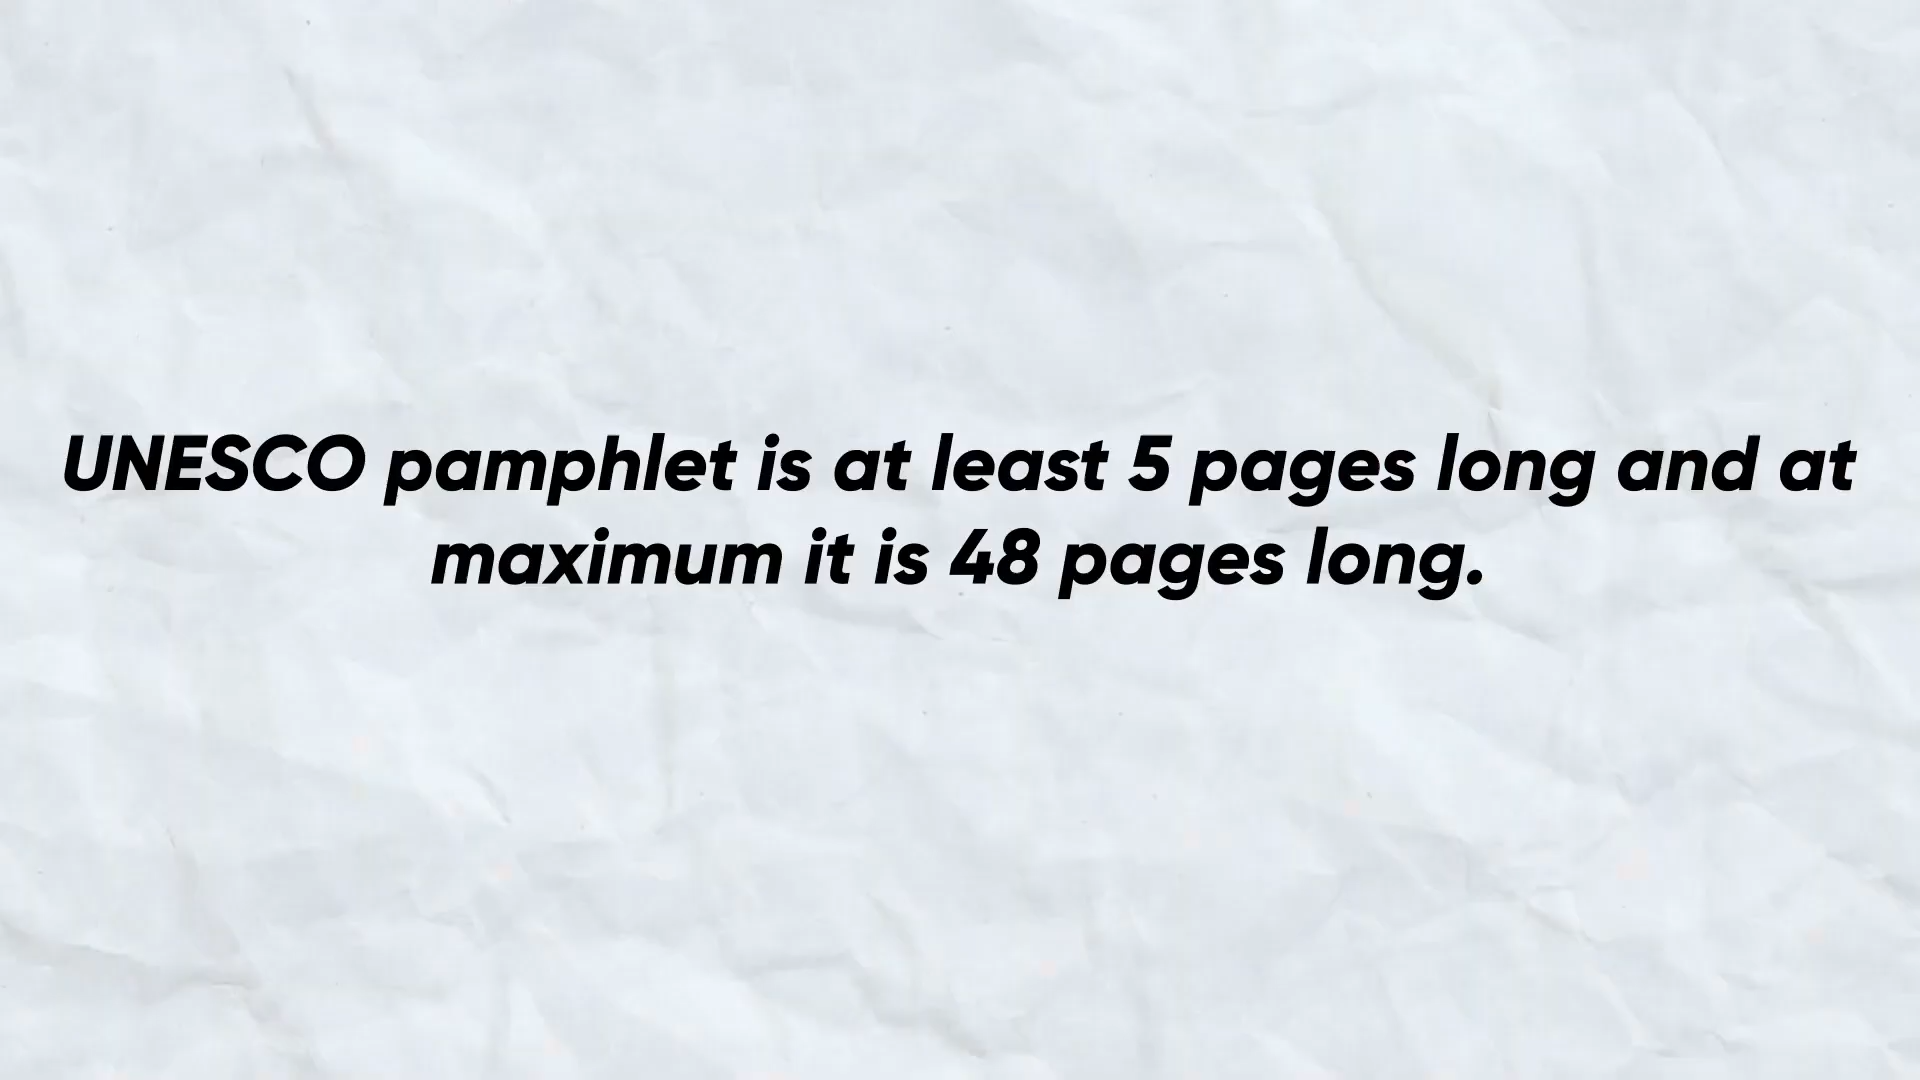 UNESCO pamphlet is at least 5 pages long and at
maximum it is 48 pages long.